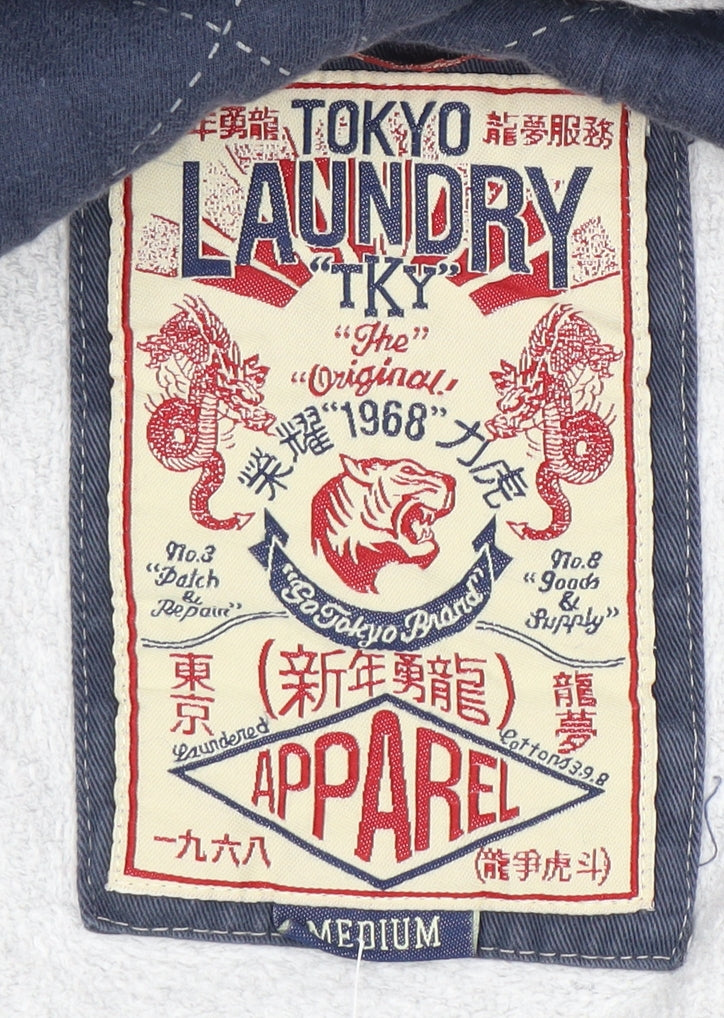 年勇龍 TOKYO 龍夢服務
LAUNDRY
"TKY"
"The"
"Original!
榮耀 "1968" 力虎
No.3
"Patch
&
Repair"
No.8
"Goods
&
Supply"
"Go Tokyo Brand"
東京
(新年勇龍)
龍夢
Laundered
Cottons 3.9.8
APPAREL
一九六八
(龍爭虎斗)
MEDIUM